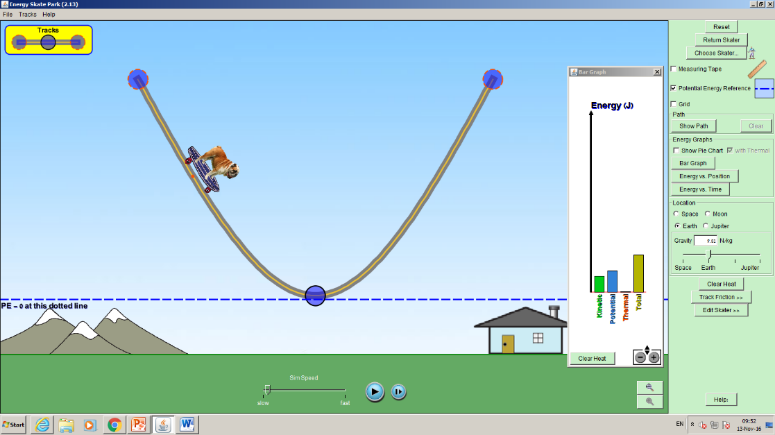 Energy Skate Park (2.13)
File Tracks Help
Tracks
PE = 0 at this dotted line
Sim Speed
slow fast
Bar Graph
Energy (J)
Kinetic
Potential
Thermal
Total
Clear Heat
Reset
Return Skater
Choose Skater...
Measuring Tape
Potential Energy Reference
Grid
Path
Show Path Clear
Energy Graphs
Show Pie Chart with Thermal
Bar Graph
Energy vs. Position
Energy vs. Time
Location
Space Moon
Earth Jupiter
Gravity 9.81 N/kg
Space Earth Jupiter
Clear Heat
Track Friction >>
Edit Skater >>
Help!
Start
EN
09:52
13-Nov-16